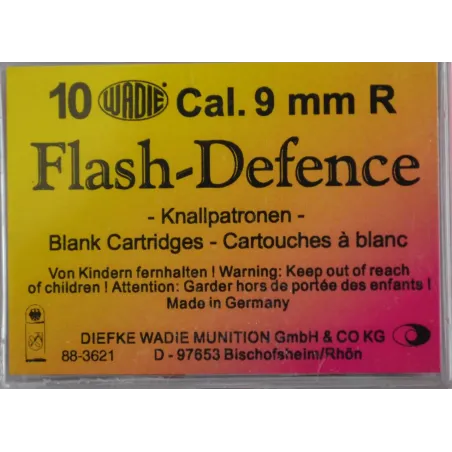 10 WADIE Cal. 9 mm R
Flash-Defence
- Knallpatronen -
Blank Cartridges - Cartouches à blanc
Von Kindern fernhalten ! Warning: Keep out of reach
of children ! Attention: Garder hors de portée des enfants !
Made in Germany
DIEFKE WADIE MUNITION GmbH & CO KG
88-3621 D - 97653 Bischofsheim/Rhön